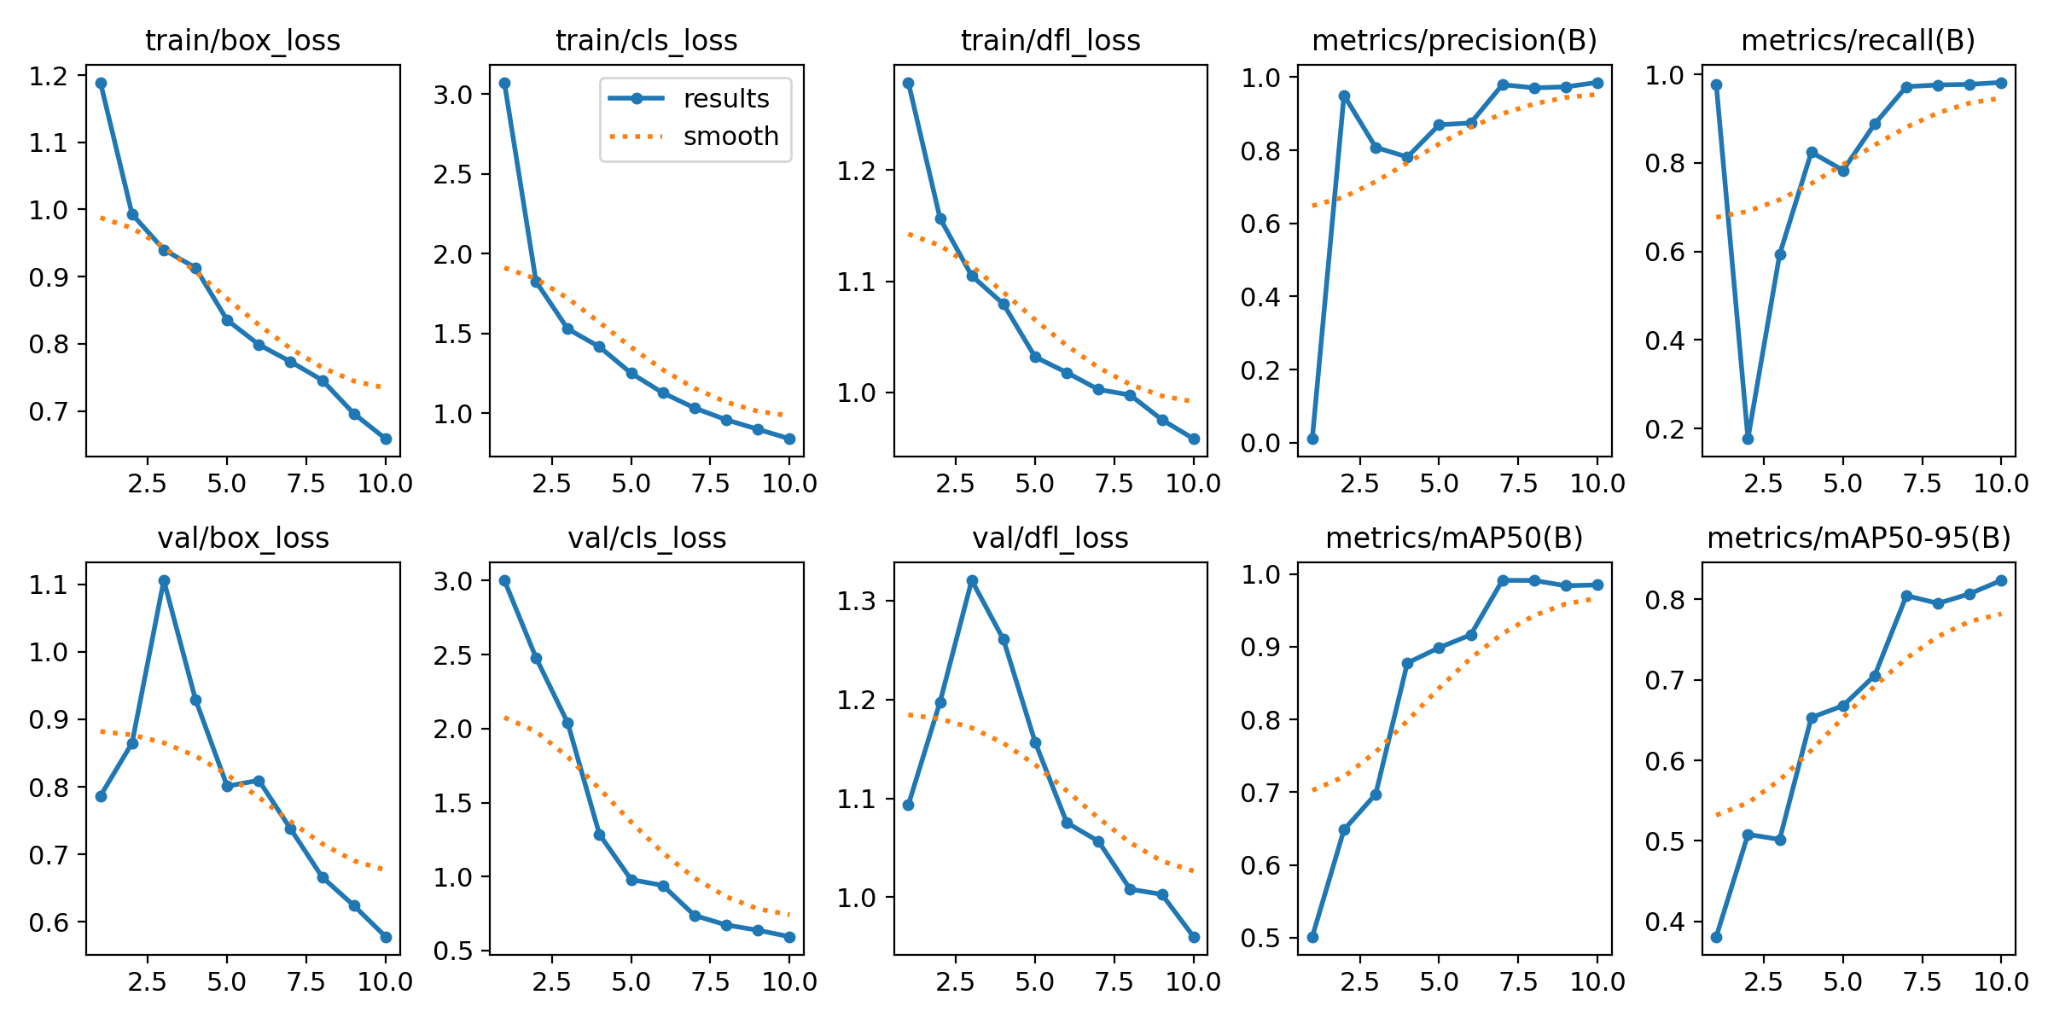 train/box_loss
1.2
1.1
1.0
0.9
0.8
0.7
2.5 5.0 7.5 10.0
train/cls_loss
results
smooth
3.0
2.5
2.0
1.5
1.0
2.5 5.0 7.5 10.0
train/dfl_loss
1.2
1.1
1.0
2.5 5.0 7.5 10.0
metrics/precision(B)
1.0
0.8
0.6
0.4
0.2
0.0
2.5 5.0 7.5 10.0
metrics/recall(B)
1.0
0.8
0.6
0.4
0.2
2.5 5.0 7.5 10.0
val/box_loss
1.1
1.0
0.9
0.8
0.7
0.6
2.5 5.0 7.5 10.0
val/cls_loss
3.0
2.5
2.0
1.5
1.0
0.5
2.5 5.0 7.5 10.0
val/dfl_loss
1.3
1.2
1.1
1.0
2.5 5.0 7.5 10.0
metrics/mAP50(B)
1.0
0.9
0.8
0.7
0.6
0.5
2.5 5.0 7.5 10.0
metrics/mAP50-95(B)
0.8
0.7
0.6
0.5
0.4
2.5 5.0 7.5 10.0